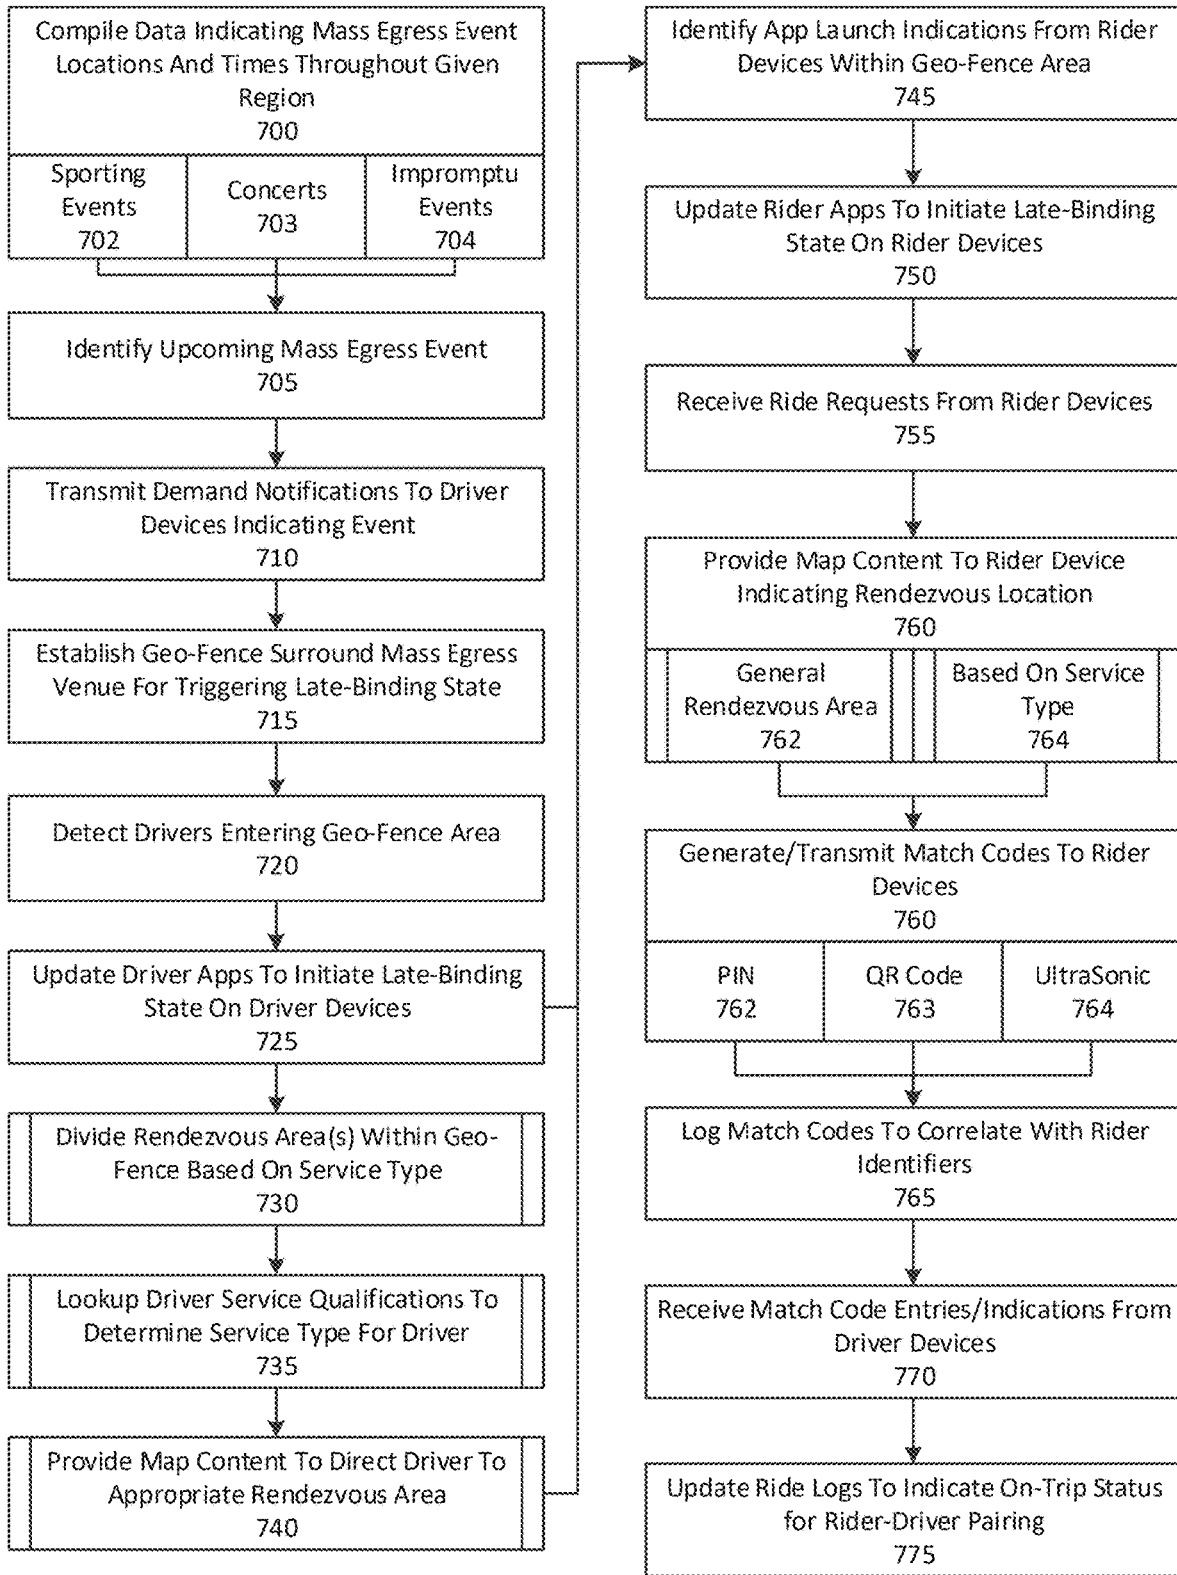 Compile Data Indicating Mass Egress Event
Locations And Times Throughout Given
Region
700
Sporting
Events
702
Concerts
703
Impromptu
Events
704
Identify Upcoming Mass Egress Event
705
Transmit Demand Notifications To Driver
Devices Indicating Event
710
Establish Geo-Fence Surround Mass Egress
Venue For Triggering Late-Binding State
715
Detect Drivers Entering Geo-Fence Area
720
Update Driver Apps To Initiate Late-Binding
State On Driver Devices
725
Divide Rendezvous Area(s) Within Geo-
Fence Based On Service Type
730
Lookup Driver Service Qualifications To
Determine Service Type For Driver
735
Provide Map Content To Direct Driver To
Appropriate Rendezvous Area
740
Identify App Launch Indications From Rider
Devices Within Geo-Fence Area
745
Update Rider Apps To Initiate Late-Binding
State On Rider Devices
750
Receive Ride Requests From Rider Devices
755
Provide Map Content To Rider Device
Indicating Rendezvous Location
760
General
Rendezvous Area
762
Based On Service
Type
764
Generate/Transmit Match Codes To Rider
Devices
760
PIN
762
QR Code
763
UltraSonic
764
Log Match Codes To Correlate With Rider
Identifiers
765
Receive Match Code Entries/Indications From
Driver Devices
770
Update Ride Logs To Indicate On-Trip Status
for Rider-Driver Pairing
775